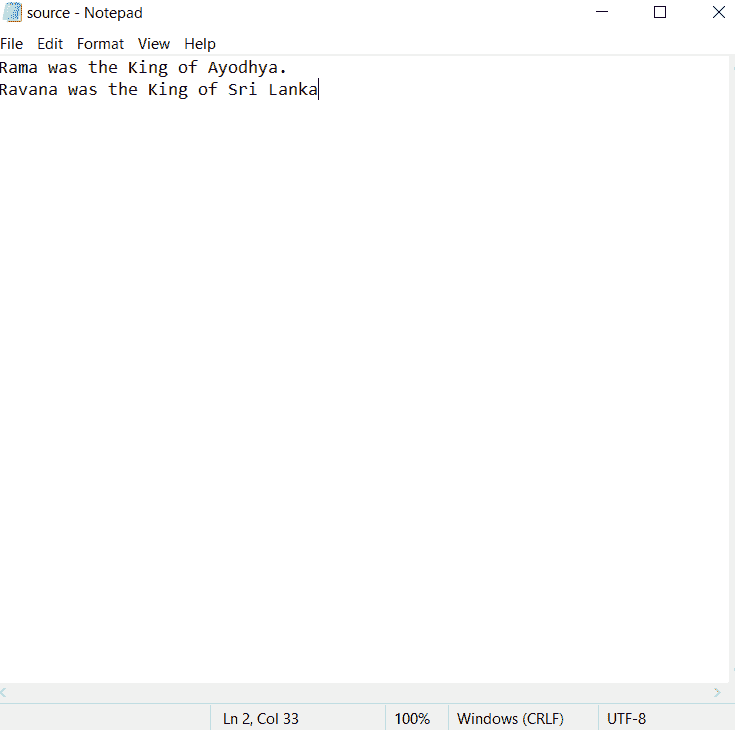 source - Notepad
File Edit Format View Help
Rama was the King of Ayodhya.
Ravana was the King of Sri Lanka
Ln 2, Col 33 100% Windows (CRLF) UTF-8